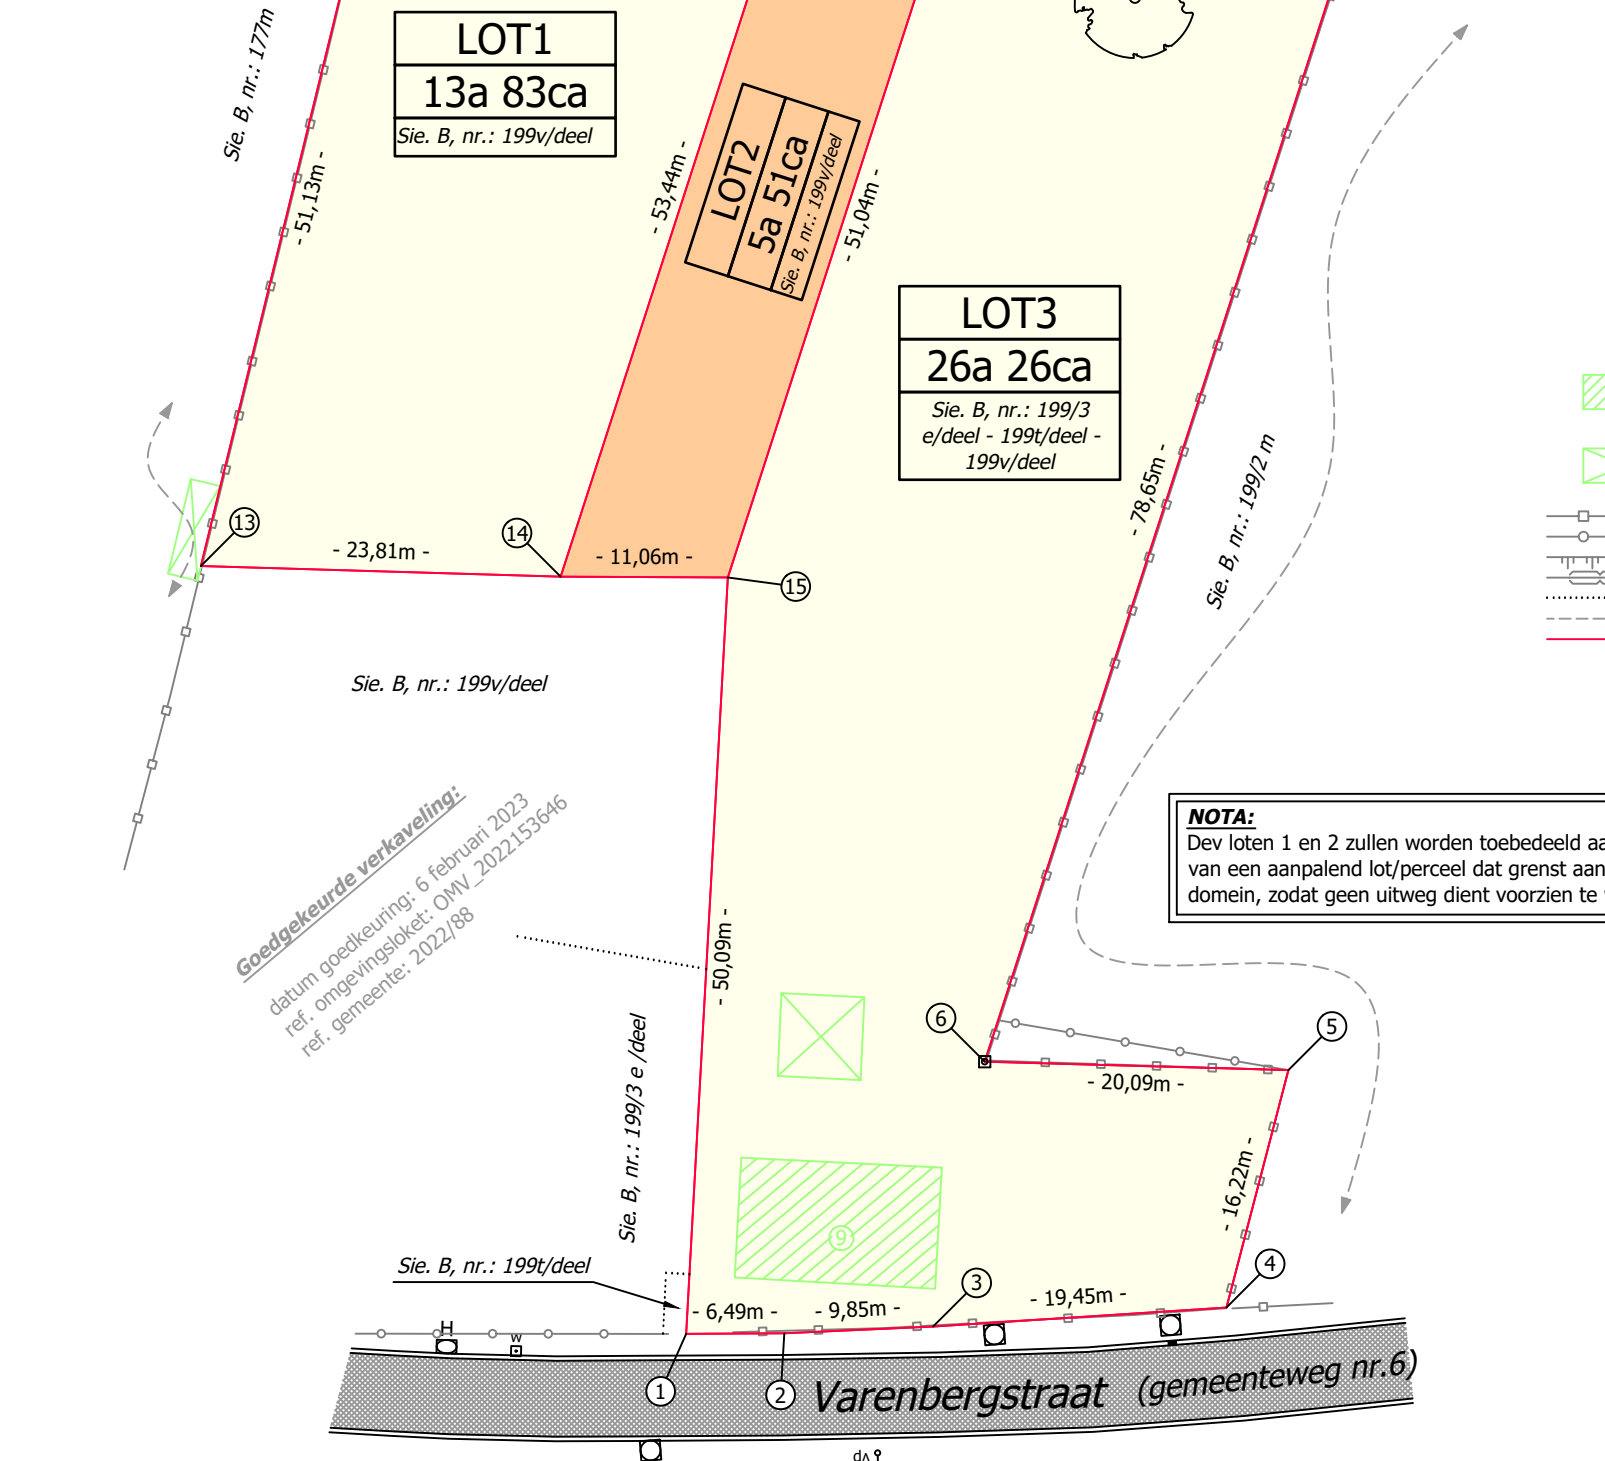 Sie. B, nr.: 177m
LOT1
13a 83ca
Sie. B, nr.: 199v/deel
- 51,13m -
- 53,44m -
LOT2
5a 51ca
Sie. B, nr.: 199v/deel
- 51,04m -
LOT3
26a 26ca
Sie. B, nr.: 199/3
e/deel - 199t/deel -
199v/deel
- 78,65m -
Sie. B, nr.: 199/2 m
13
- 23,81m -
14
- 11,06m -
15
Sie. B, nr.: 199v/deel
Goedgekeurde verkaveling:
datum goedkeuring: 6 februari 2023
ref. omgevingsloket: OMV_2022153646
ref. gemeente: 2022/88
NOTA:
Dev loten 1 en 2 zullen worden toebedeeld aa
van een aanpalend lot/perceel dat grenst aan
domein, zodat geen uitweg dient voorzien te
- 50,09m -
6
5
- 20,09m -
Sie. B, nr.: 199/3 e /deel
- 16,22m -
9
Sie. B, nr.: 199t/deel
3
4
- 6,49m -
- 9,85m -
- 19,45m -
H
w
1
2
Varenbergstraat (gemeenteweg nr.6)
Vp